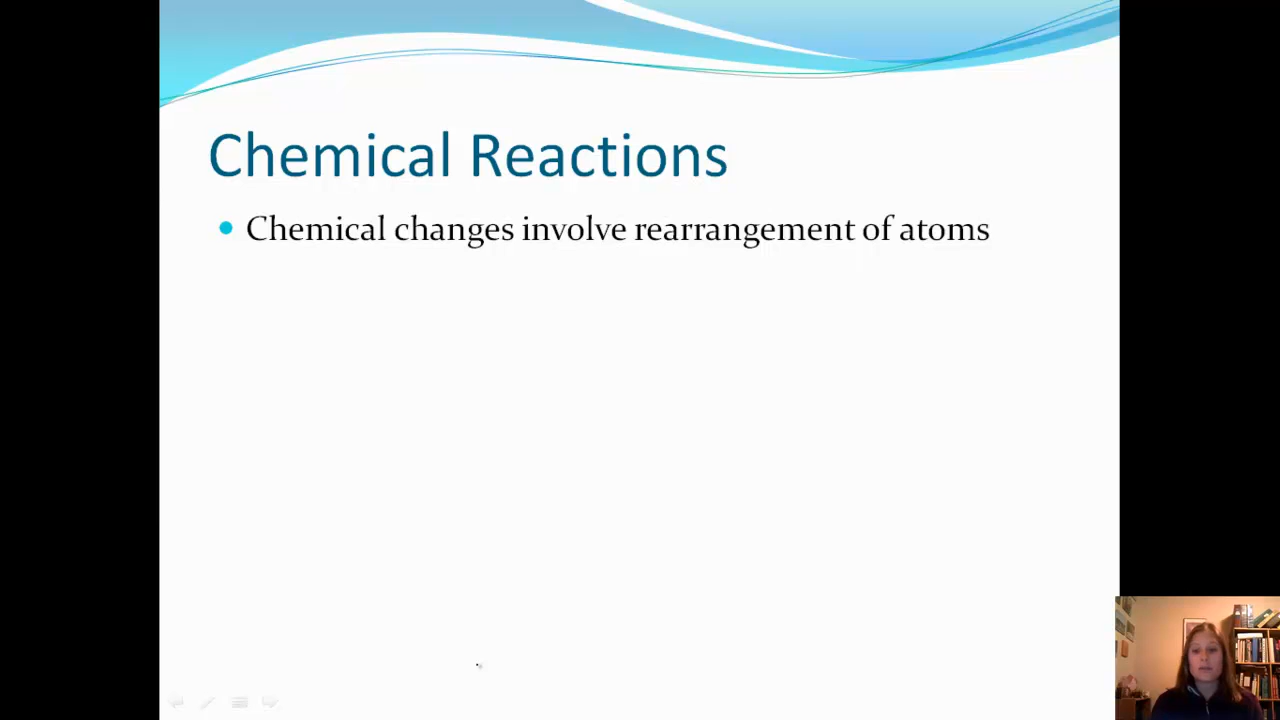 Chemical Reactions
Chemical changes involve rearrangement of atoms